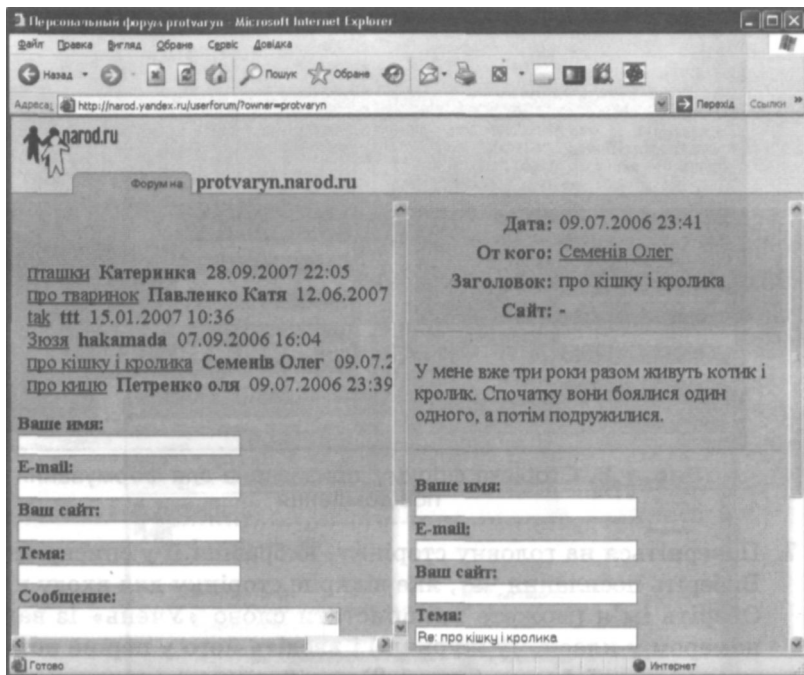 Персональный форум protvaryn - Microsoft Internet Explorer
Файл Правка Вигляд Обране Сервіс Довідка
Назад Пошук Обране
Адреса: http://narod.yandex.ru/userforum/?owner=protvaryn Перехід Ссылки »
narod.ru
Форум на protvaryn.narod.ru
пташки Катеринка 28.09.2007 22:05
про тваринок Павленко Катя 12.06.2007
tak ttt 15.01.2007 10:36
Зюзя hakamada 07.09.2006 16:04
про кішку і кролика Семенів Олег 09.07.2
про кицю Петренко оля 09.07.2006 23:39
Ваше имя:
E-mail:
Ваш сайт:
Тема:
Сообщение:
Дата: 09.07.2006 23:41
От кого: Семенів Олег
Заголовок: про кішку і кролика
Сайт: -
У мене вже три роки разом живуть котик і
кролик. Спочатку вони боялися один
одного, а потім подружилися.
Ваше имя:
E-mail:
Ваш сайт:
Тема:
Re: про кішку і кролика
Готово Интернет